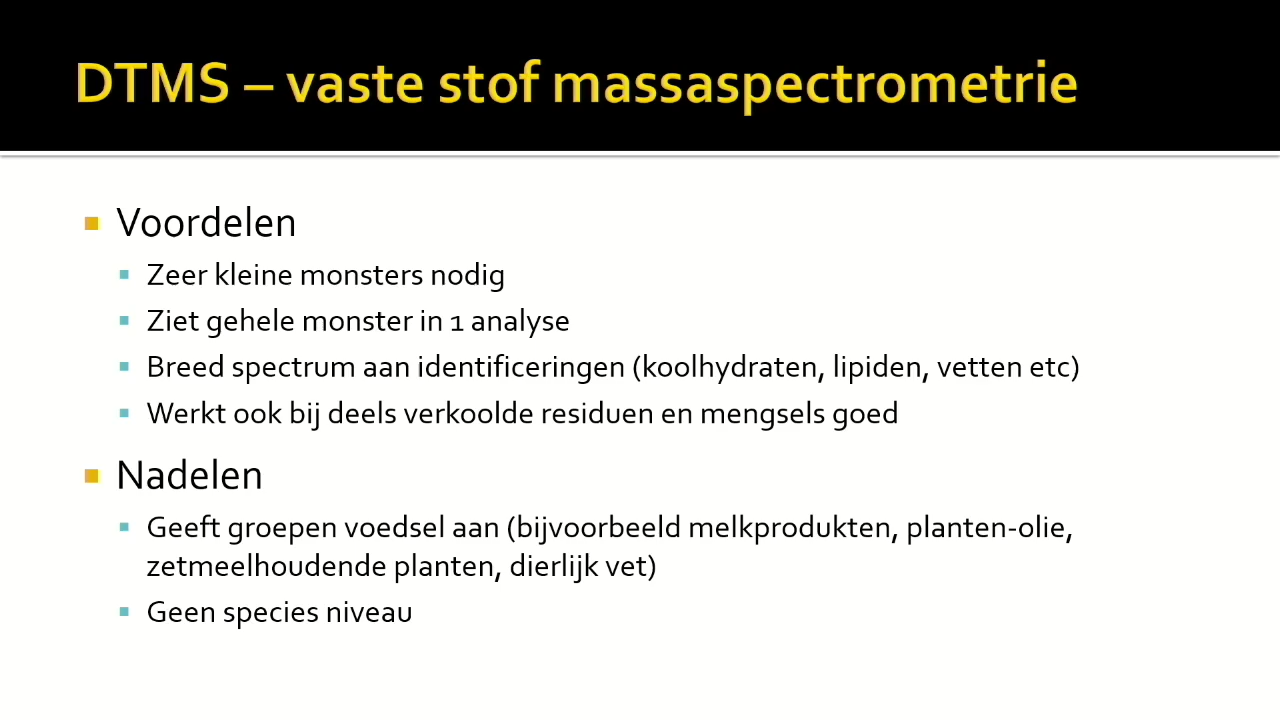 DTMS – vaste stof massaspectrometrie
Voordelen
Zeer kleine monsters nodig
Ziet gehele monster in 1 analyse
Breed spectrum aan identificeringen (koolhydraten, lipiden, vetten etc)
Werkt ook bij deels verkoolde residuen en mengsels goed
Nadelen
Geeft groepen voedsel aan (bijvoorbeeld melkprodukten, planten-olie,
zetmeelhoudende planten, dierlijk vet)
Geen species niveau